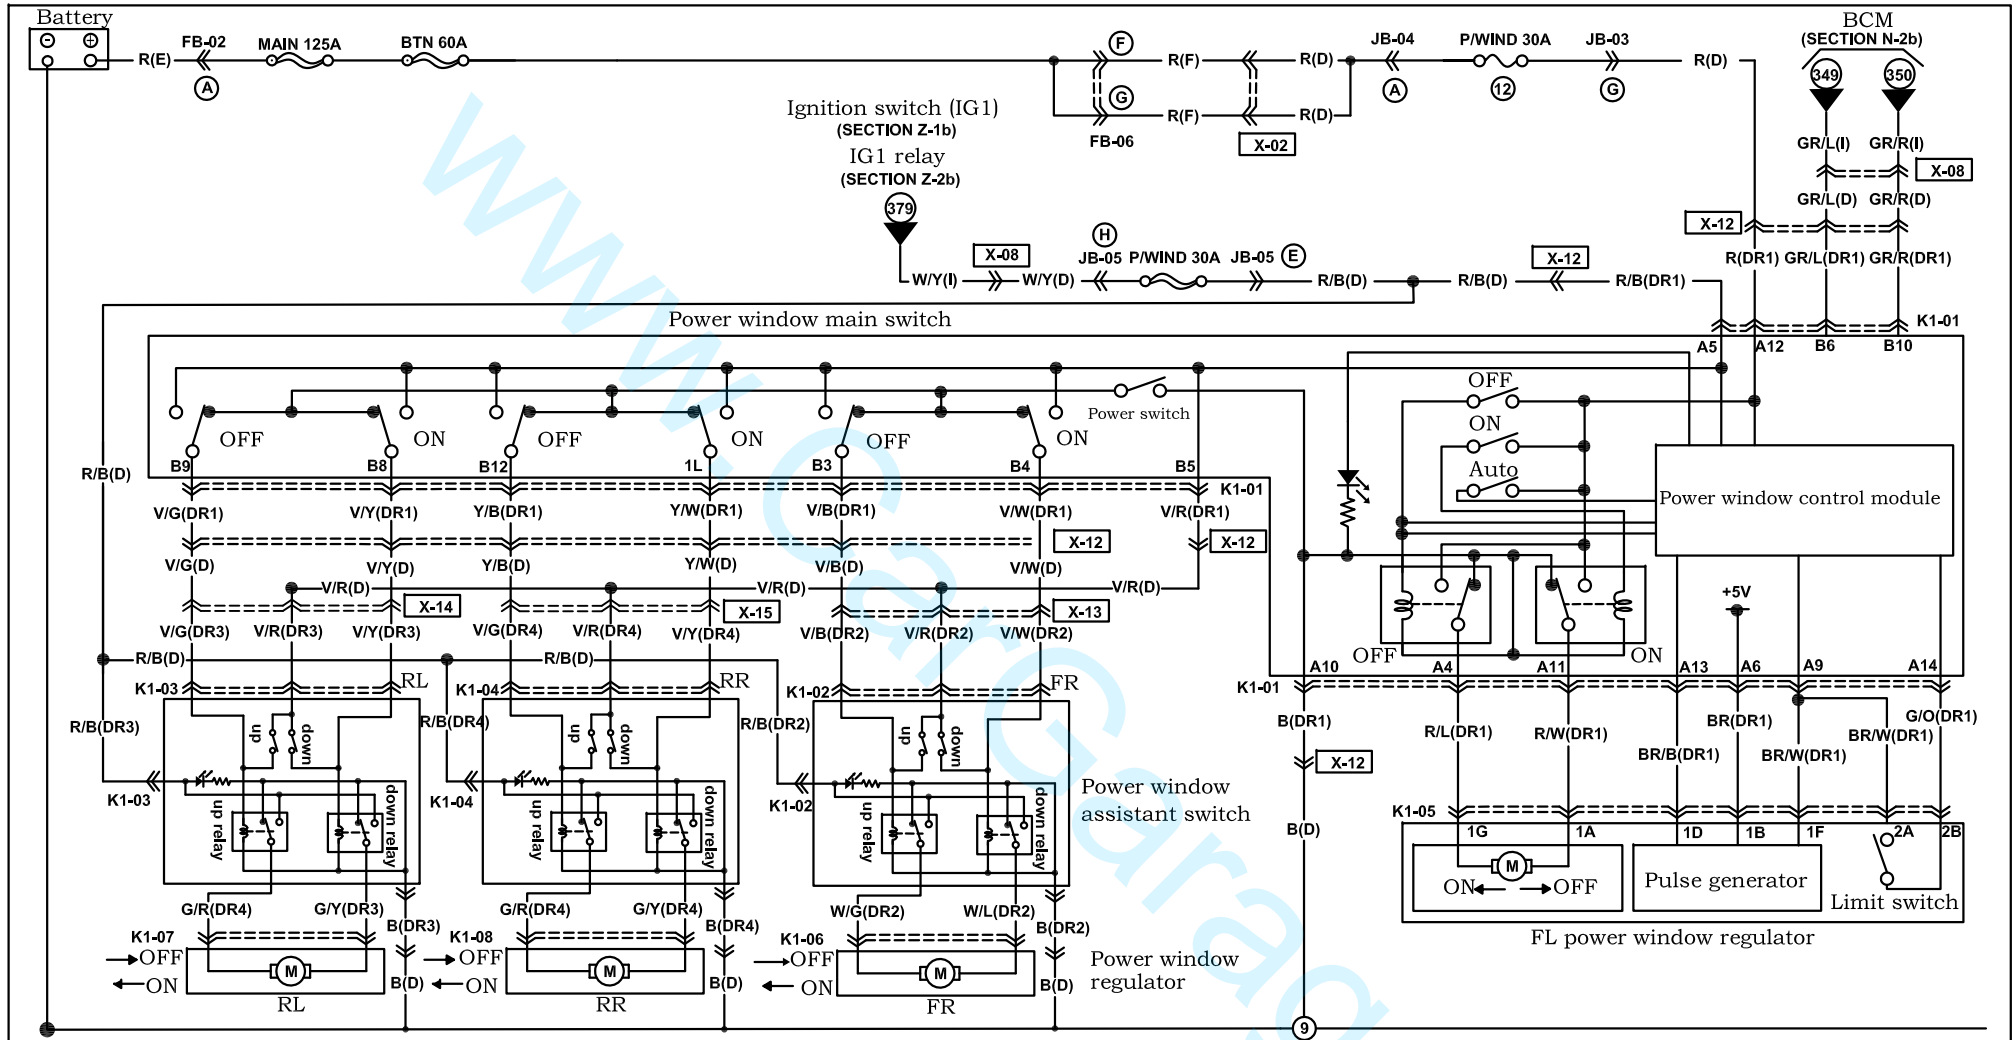 Battery
BCM
(SECTION N-2b)
FB-02
MAIN 125A
BTN 60A
F
JB-04
P/WIND 30A
JB-03
R(E)
R(F)
R(D)
R(D)
349
350
A
G
A
12
G
Ignition switch (IG1)
R(F)
R(D)
(SECTION Z-1b)
FB-06
X-02
IG1 relay
(SECTION Z-2b)
GR/L(I)
GR/R(I)
X-08
GR/L(D)
GR/R(D)
379
X-12
H
X-08
JB-05
P/WIND 30A
JB-05
E
X-12
R(DR1)
GR/L(DR1)
GR/R(DR1)
W/Y(I)
W/Y(D)
R/B(D)
R/B(D)
R/B(DR1)
Power window main switch
K1-01
A5
A12
B6
B10
OFF
Power switch
ON
OFF
ON
OFF
ON
OFF
ON
Auto
B9
B8
B12
1L
B3
B4
B5
R/B(D)
K1-01
Power window control module
V/G(DR1)
V/Y(DR1)
Y/B(DR1)
Y/W(DR1)
V/B(DR1)
V/W(DR1)
V/R(DR1)
X-12
X-12
V/G(D)
V/Y(D)
Y/B(D)
Y/W(D)
V/B(D)
V/W(D)
V/R(D)
V/R(D)
V/R(D)
+5V
X-14
X-15
X-13
V/G(DR3)
V/R(DR3)
V/Y(DR3)
V/G(DR4)
V/R(DR4)
V/Y(DR4)
V/B(DR2)
V/R(DR2)
V/W(DR2)
R/B(D)
R/B(D)
OFF
ON
A10
A4
A11
A13
A6
A9
A14
K1-03
RL
K1-04
RR
K1-02
FR
K1-01
R/B(DR3)
R/B(DR4)
R/B(DR2)
up
down
up
down
up
down
B(DR1)
R/L(DR1)
R/W(DR1)
BR/B(DR1)
BR(DR1)
BR/W(DR1)
BR/W(DR1)
G/O(DR1)
X-12
K1-03
K1-04
K1-02
Power window
assistant switch
up relay
down relay
up relay
down relay
up relay
down relay
B(D)
K1-05
1G
1A
1D
1B
1F
2A
2B
M
ON
OFF
Pulse generator
Limit switch
FL power window regulator
G/R(DR4)
G/Y(DR3)
B(DR3)
G/R(DR4)
G/Y(DR4)
B(DR4)
W/G(DR2)
W/L(DR2)
B(DR2)
K1-07
K1-08
K1-06
OFF
M
ON
RL
B(D)
OFF
M
ON
RR
B(D)
OFF
M
ON
FR
B(D)
Power window
regulator
9
www.CarGarag